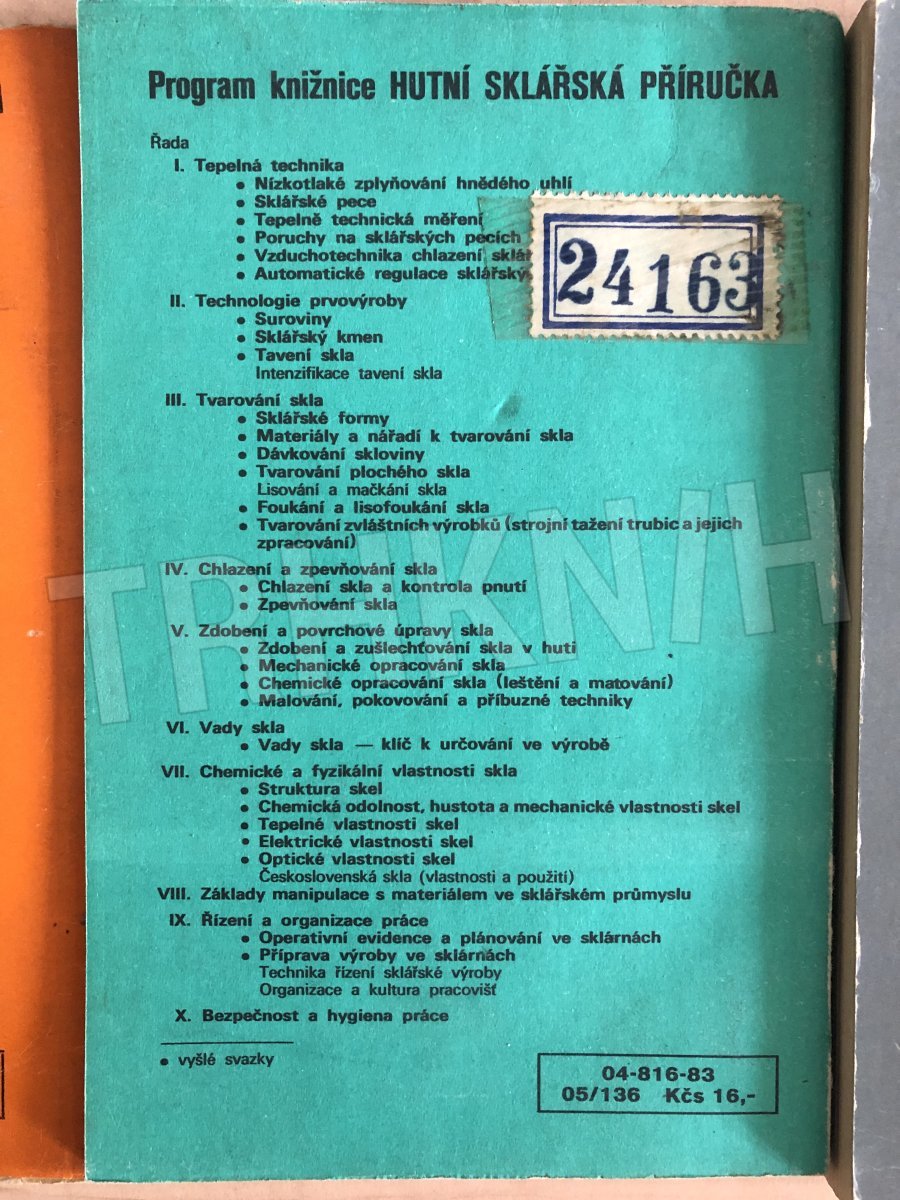 Program knižnice HUTNÍ SKLÁŘSKÁ PŘÍRUČKA
Řada
I. Tepelná technika
• Nízkotlaké zplyňování hnědého uhlí
• Sklářské pece
• Tepelně technická měření
• Poruchy na sklářských pecích
• Vzduchotechnika chlazení sklář
• Automatické regulace sklářský
24163
II. Technologie prvovýroby
• Suroviny
• Sklářský kmen
• Tavení skla
Intenzifikace tavení skla
III. Tvarování skla
• Sklářské formy
• Materiály a nářadí k tvarování skla
• Dávkování skloviny
• Tvarování plochého skla
Lisování a mačkání skla
• Foukání a lisofoukání skla
• Tvarování zvláštních výrobků (strojní tažení trubic a jejich
zpracování)
IV. Chlazení a zpevňování skla
• Chlazení skla a kontrola pnutí
• Zpevňování skla
V. Zdobení a povrchové úpravy skla
• Zdobení a zušlechťování skla v huti
• Mechanické opracování skla
• Chemické opracování skla (leštění a matování)
• Malování, pokovování a příbuzné techniky
VI. Vady skla
• Vady skla — klíč k určování ve výrobě
VII. Chemické a fyzikální vlastnosti skla
• Struktura skel
• Chemická odolnost, hustota a mechanické vlastnosti skel
• Tepelné vlastnosti skel
• Elektrické vlastnosti skel
• Optické vlastnosti skel
Československá skla (vlastnosti a použití)
VIII. Základy manipulace s materiálem ve sklářském průmyslu
IX. Řízení a organizace práce
• Operativní evidence a plánování ve sklárnách
• Příprava výroby ve sklárnách
Technika řízení sklářské výroby
Organizace a kultura pracovišť
X. Bezpečnost a hygiena práce
• vyšlé svazky
04-816-83
05/136 Kčs 16,-